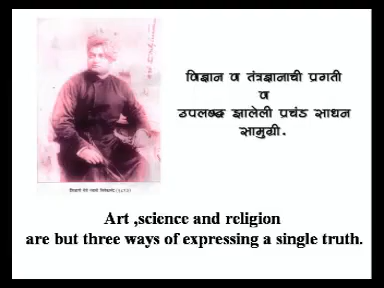 विज्ञान व तंत्रज्ञानाची प्रगती
व
उपलब्ध झालेली प्रचंड साधन
सामुग्री.
Art ,science and religion
are but three ways of expressing a single truth.